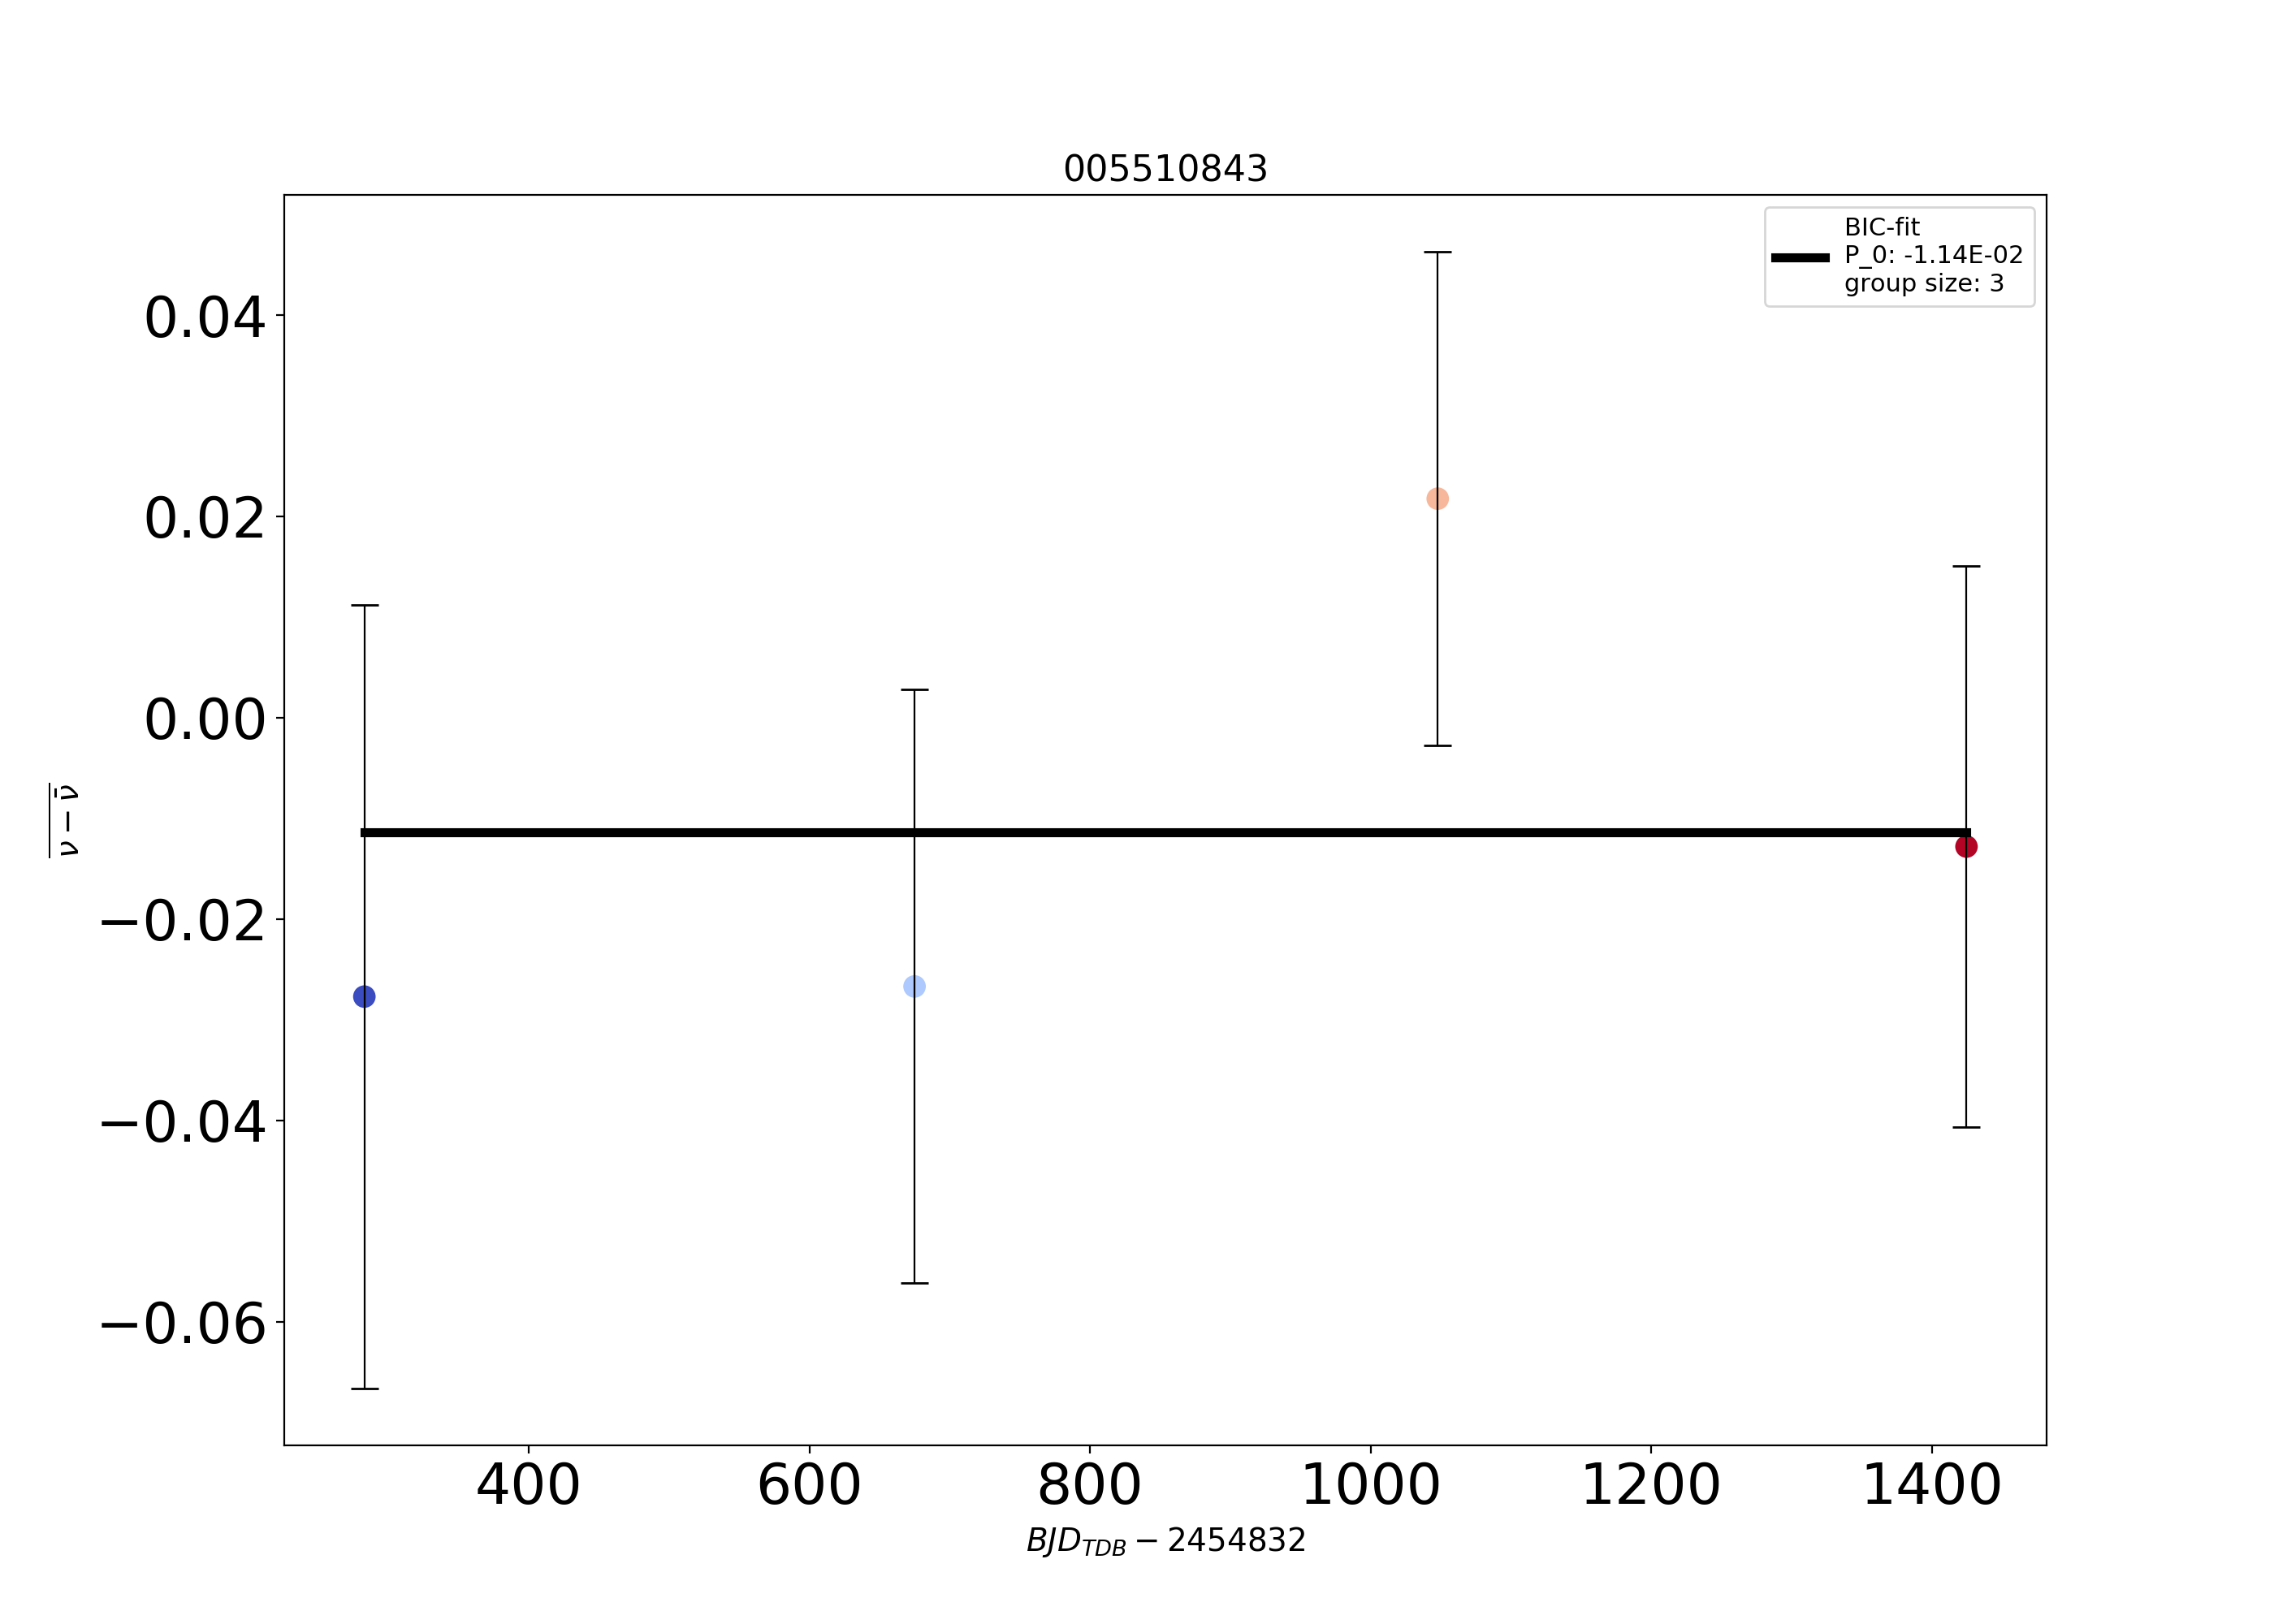 005510843
BIC-fit
P_0: -1.14E-02
group size: 3
0.04
0.02
0.00
−0.02
−0.04
−0.06
ν − ν̄
400 600 800 1000 1200 1400
BJD_TDB − 2454832